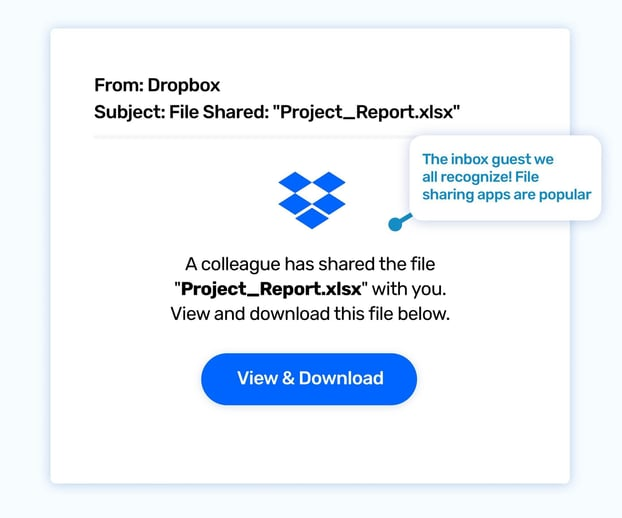 From: Dropbox
Subject: File Shared: "Project_Report.xlsx"
The inbox guest we
all recognize! File
sharing apps are popular
A colleague has shared the file
"Project_Report.xlsx" with you.
View and download this file below.
View & Download